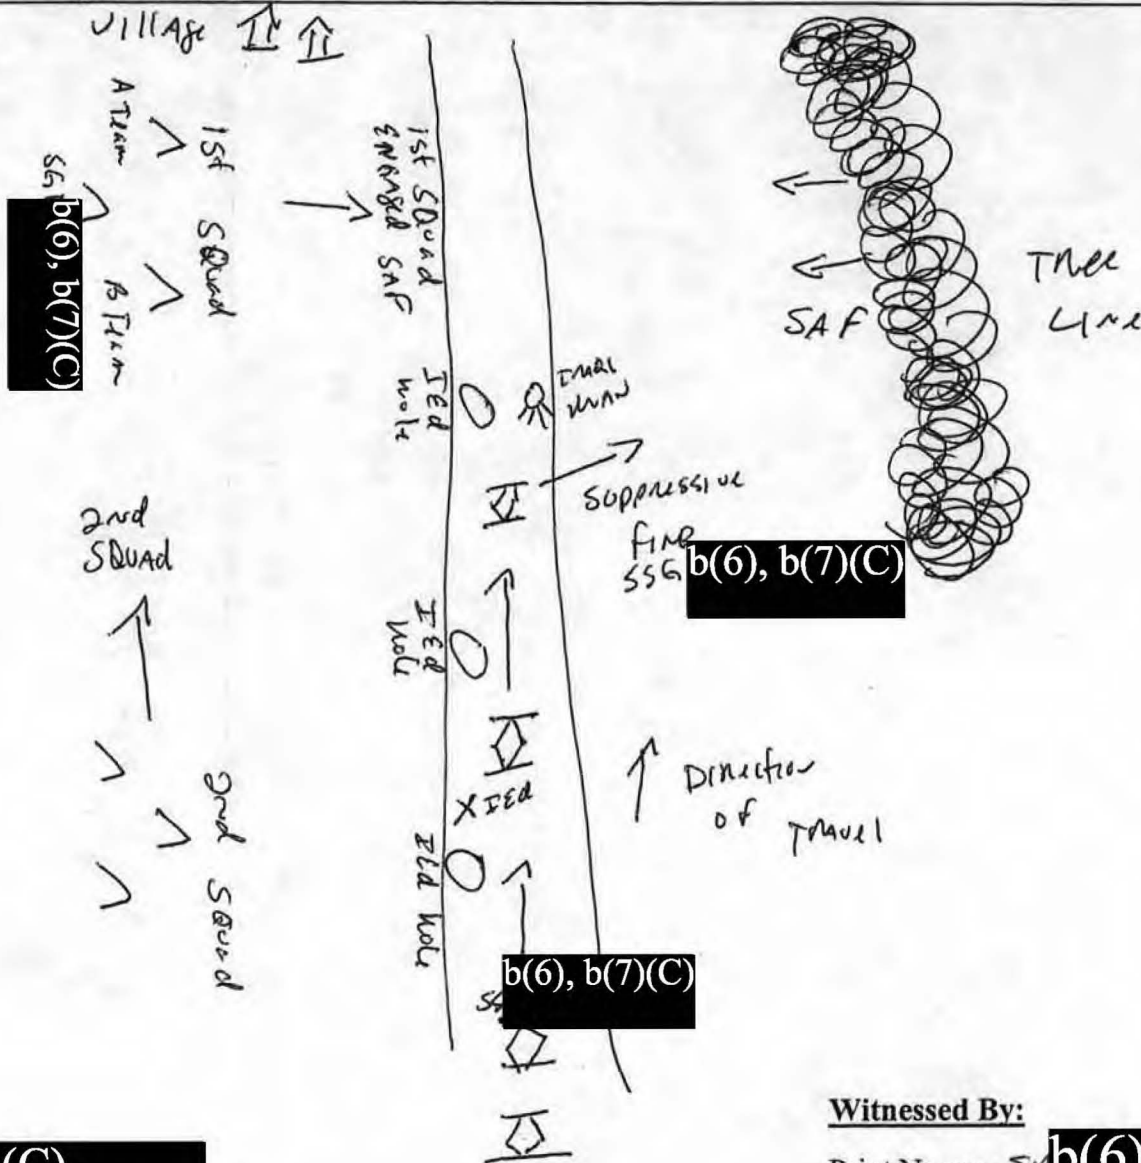 Village
A Team
1st Squad
SG
b(6), b(7)(C)
B Team
1st SQuad
ENgaged SAF
SAF
Tree
Line
IED
Hole
Suppressive
fire
SSG b(6), b(7)(C)
2nd
SQuad
IEd
Hole
X IEd
Direction
of Travel
2nd SQuad
IEd Hole
b(6), b(7)(C)
Witnessed By:
b(6)
(C)